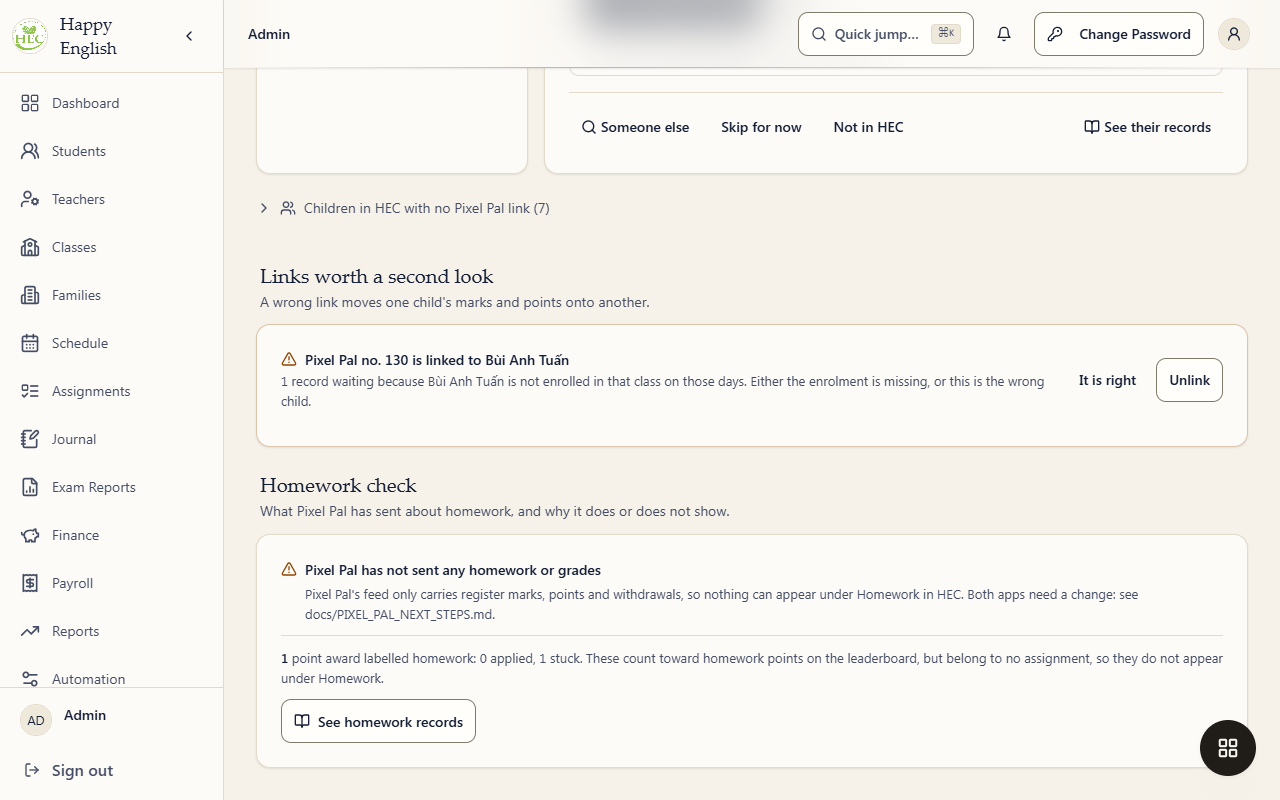 HEC
Happy
English
Admin
Quick jump...
⌘K
Change Password
Dashboard
Students
Teachers
Classes
Families
Schedule
Assignments
Journal
Exam Reports
Finance
Payroll
Reports
Automation
AD
Admin
Sign out
Someone else
Skip for now
Not in HEC
See their records
Children in HEC with no Pixel Pal link (7)
Links worth a second look
A wrong link moves one child's marks and points onto another.
Pixel Pal no. 130 is linked to Bùi Anh Tuấn
1 record waiting because Bùi Anh Tuấn is not enrolled in that class on those days. Either the enrolment is missing, or this is the wrong
child.
It is right
Unlink
Homework check
What Pixel Pal has sent about homework, and why it does or does not show.
Pixel Pal has not sent any homework or grades
Pixel Pal's feed only carries register marks, points and withdrawals, so nothing can appear under Homework in HEC. Both apps need a change: see
docs/PIXEL_PAL_NEXT_STEPS.md.
1 point award labelled homework: 0 applied, 1 stuck. These count toward homework points on the leaderboard, but belong to no assignment, so they do not appear
under Homework.
See homework records